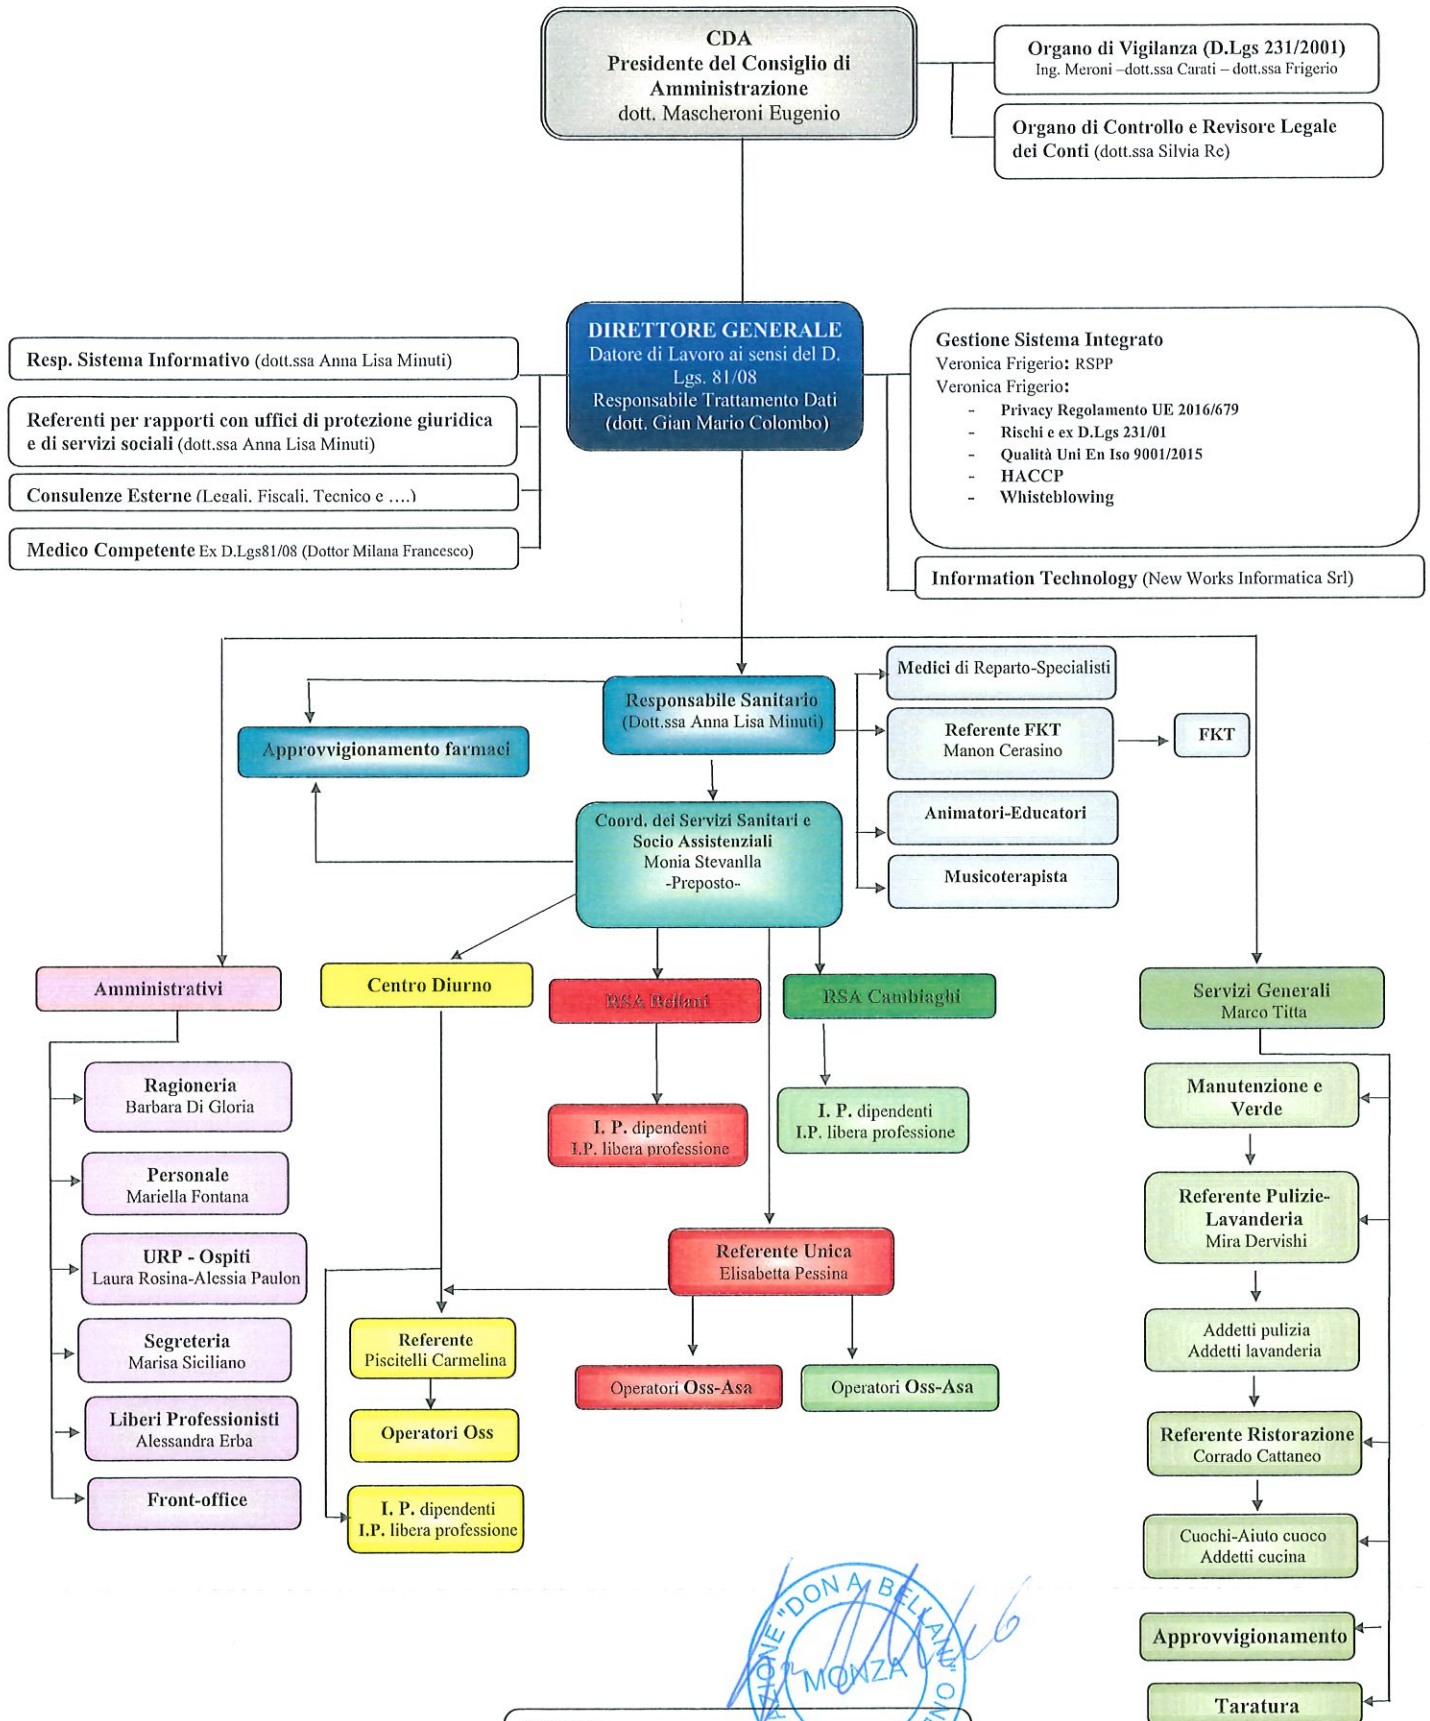 CDA
Presidente del Consiglio di
Amministrazione
dott. Mascheroni Eugenio
Organo di Vigilanza (D.Lgs 231/2001)
Ing. Meroni –dott.ssa Carati – dott.ssa Frigerio
Organo di Controllo e Revisore Legale
dei Conti (dott.ssa Silvia Re)
DIRETTORE GENERALE
Datore di Lavoro ai sensi del D.
Lgs. 81/08
Responsabile Trattamento Dati
(dott. Gian Mario Colombo)
Resp. Sistema Informativo (dott.ssa Anna Lisa Minuti)
Referenti per rapporti con uffici di protezione giuridica
e di servizi sociali (dott.ssa Anna Lisa Minuti)
Consulenze Esterne (Legali, Fiscali, Tecnico e ….)
Medico Competente Ex D.Lgs81/08 (Dottor Milana Francesco)
Gestione Sistema Integrato
Veronica Frigerio: RSPP
Veronica Frigerio:
- Privacy Regolamento UE 2016/679
- Rischi e ex D.Lgs 231/01
- Qualità Uni En Iso 9001/2015
- HACCP
- Whisteblowing
Information Technology (New Works Informatica Srl)
Responsabile Sanitario
(Dott.ssa Anna Lisa Minuti)
Approvvigionamento farmaci
Medici di Reparto-Specialisti
Referente FKT
Manon Cerasino
FKT
Animatori-Educatori
Musicoterapista
Coord. dei Servizi Sanitari e
Socio Assistenziali
Monia Stevanlla
-Preposto-
Amministrativi
Centro Diurno
RSA Bellani
RSA Cambiaghi
Servizi Generali
Marco Titta
Ragioneria
Barbara Di Gloria
Personale
Mariella Fontana
URP - Ospiti
Laura Rosina-Alessia Paulon
Segreteria
Marisa Siciliano
Liberi Professionisti
Alessandra Erba
Front-office
I. P. dipendenti
I.P. libera professione
I. P. dipendenti
I.P. libera professione
Referente Unica
Elisabetta Pessina
Referente
Piscitelli Carmelina
Operatori Oss
I. P. dipendenti
I.P. libera professione
Operatori Oss-Asa
Operatori Oss-Asa
Manutenzione e
Verde
Referente Pulizie-
Lavanderia
Mira Dervishi
Addetti pulizia
Addetti lavanderia
Referente Ristorazione
Corrado Cattaneo
Cuochi-Aiuto cuoco
Addetti cucina
Approvvigionamento
Taratura
"DON A. BELLANI"
MONZA